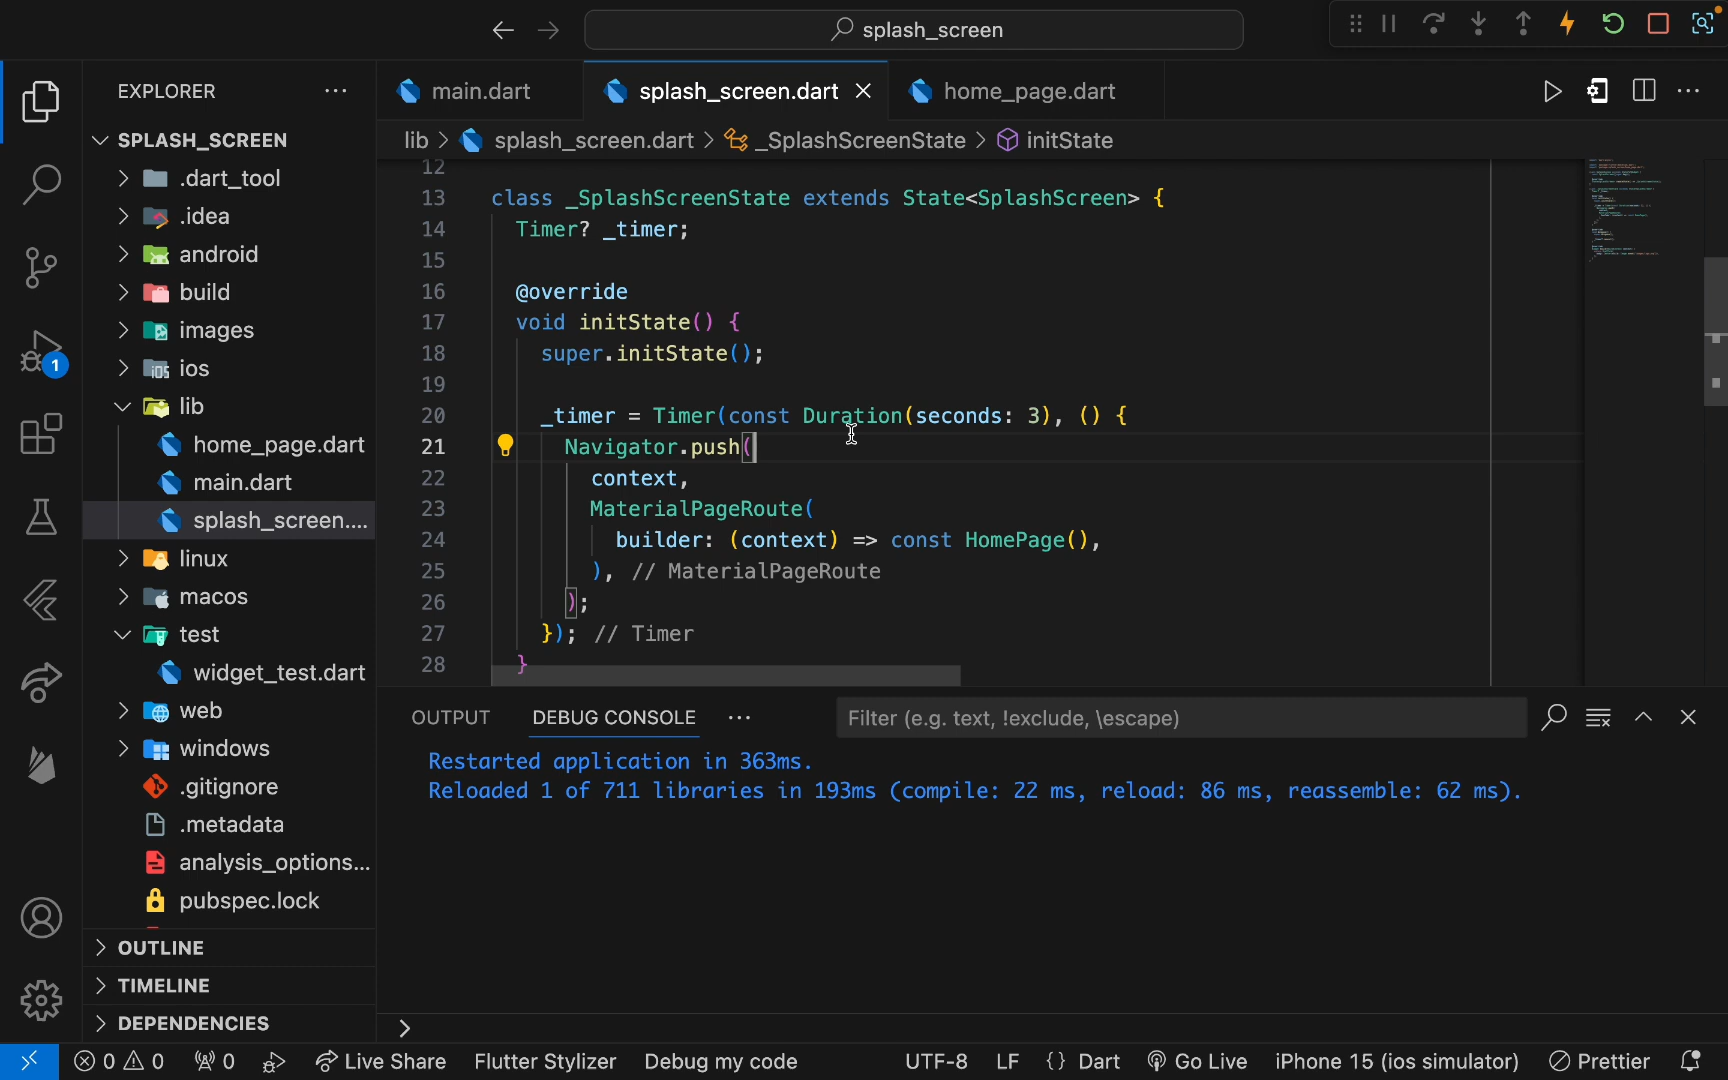 splash_screen
EXPLORER
main.dart
splash_screen.dart
home_page.dart
SPLASH_SCREEN
lib > splash_screen.dart > _SplashScreenState > initState
.dart_tool
.idea
android
build
images
ios
lib
home_page.dart
main.dart
splash_screen....
linux
macos
test
widget_test.dart
web
windows
.gitignore
.metadata
analysis_options...
pubspec.lock
OUTLINE
TIMELINE
DEPENDENCIES
1
12
13 class _SplashScreenState extends State<SplashScreen> {
14 Timer? _timer;
15
16 @override
17 void initState() {
18 super.initState();
19
20 _timer = Timer(const Duration(seconds: 3), () {
21 Navigator.push(
22 context,
23 MaterialPageRoute(
24 builder: (context) => const HomePage(),
25 ), // MaterialPageRoute
26 );
27 }); // Timer
28 }
OUTPUT DEBUG CONSOLE ... Filter (e.g. text, !exclude, \escape)
Restarted application in 363ms.
Reloaded 1 of 711 libraries in 193ms (compile: 22 ms, reload: 86 ms, reassemble: 62 ms).
>
0 0 0 Live Share Flutter Stylizer Debug my code UTF-8 LF {} Dart Go Live iPhone 15 (ios simulator) Prettier